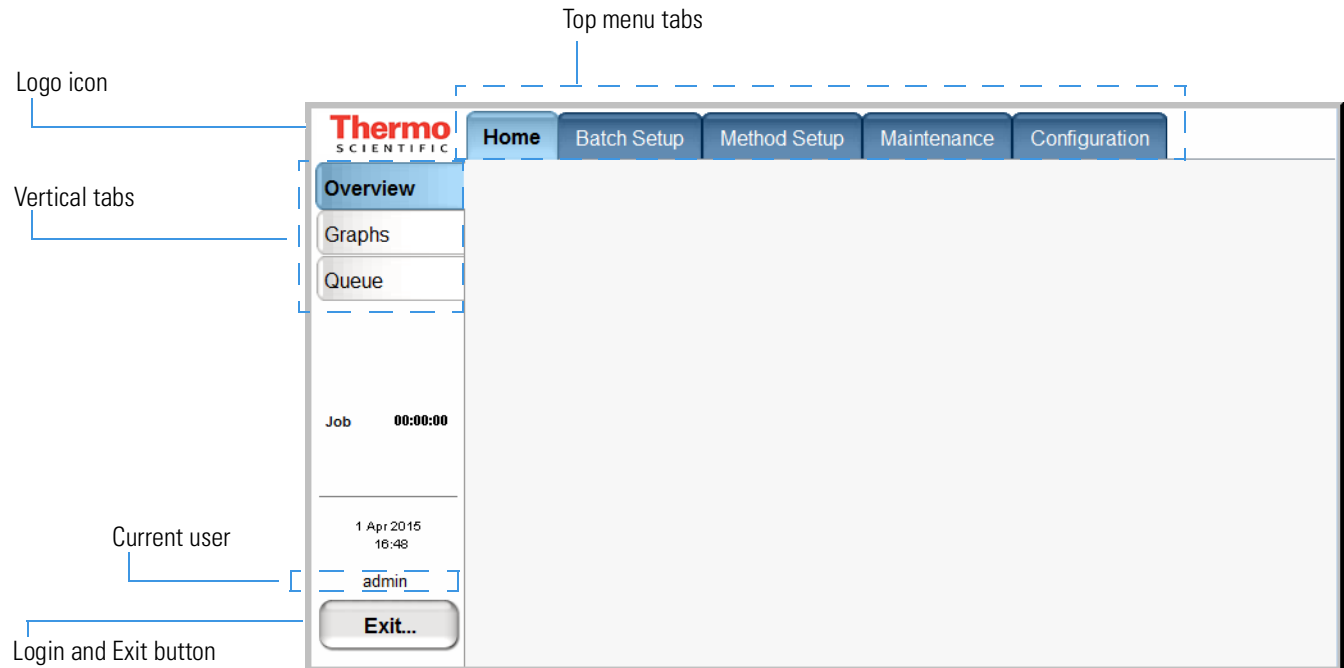 Top menu tabs
Logo icon
Thermo
SCIENTIFIC
Home Batch Setup Method Setup Maintenance Configuration
Vertical tabs
Overview
Graphs
Queue
Job 00:00:00
1 Apr 2015
16:48
Current user
admin
Exit...
Login and Exit button